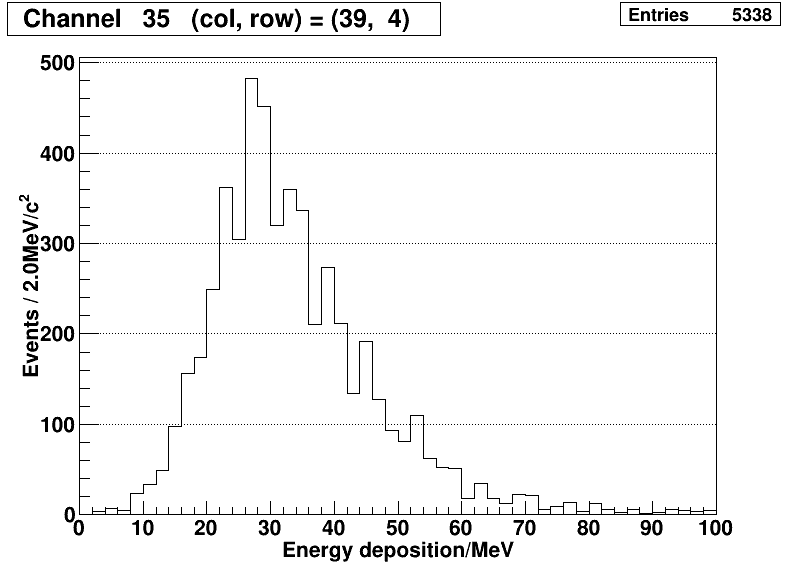 Channel 35 (col, row) = (39, 4)
Entries 5338
500
400
300
200
100
0
Events / 2.0MeV/c²
0 10 20 30 40 50 60 70 80 90 100
Energy deposition/MeV